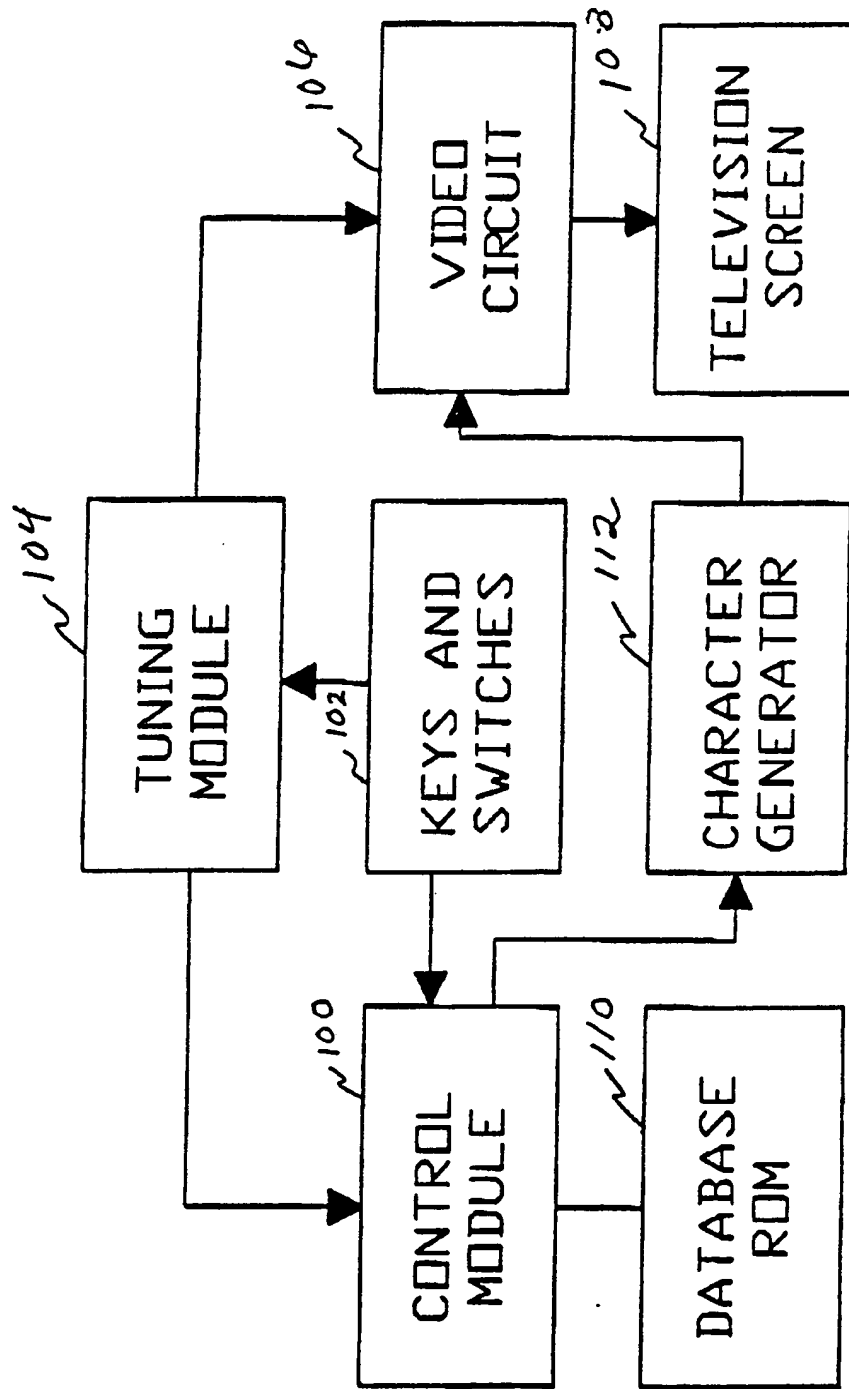 104
TUNING
MODULE
106
VIDEO
CIRCUIT
102
KEYS AND
SWITCHES
100
CONTROL
MODULE
108
TELEVISION
SCREEN
112
CHARACTER
GENERATOR
110
DATABASE
ROM